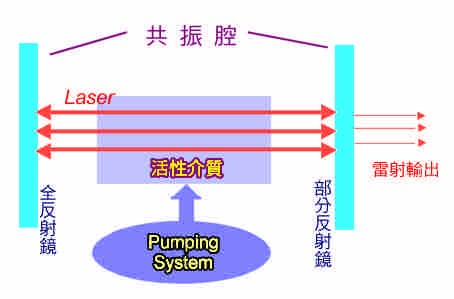 共振腔
Laser
活性介質
全反射鏡
部分反射鏡
雷射輸出
Pumping
System